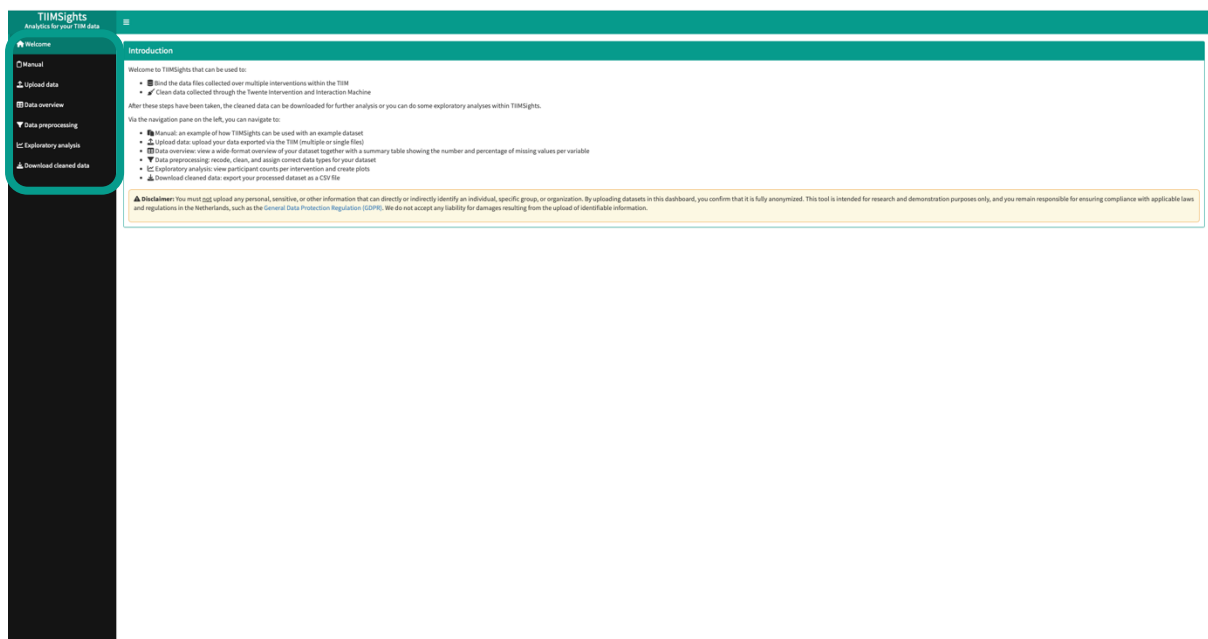 TIIMSights
Analytics for your TIIM data
Welcome
Manual
Upload data
Data overview
Data preprocessing
Exploratory analysis
Download cleaned data
Introduction
Welcome to TIIMSights that can be used to:
Bind the data files collected over multiple interventions within the TIIM
Clean data collected through the Twente Intervention and Interaction Machine
After these steps have been taken, the cleaned data can be downloaded for further analysis or you can do some exploratory analyses within TIIMSights.
Via the navigation pane on the left, you can navigate to:
Manual: an example of how TIIMSights can be used with an example dataset
Upload data: upload your data exported via the TIIM (multiple or single files)
Data overview: view a wide-format overview of your dataset together with a summary table showing the number and percentage of missing values per variable
Data preprocessing: recode, clean, and assign correct data types for your dataset
Exploratory analysis: view participant counts per intervention and create plots
Download cleaned data: export your processed dataset as a CSV file
Disclaimer: You must not upload any personal, sensitive, or other information that can directly or indirectly identify an individual, specific group, or organization. By uploading datasets in this dashboard, you confirm that it is fully anonymized. This tool is intended for research and demonstration purposes only, and you remain responsible for ensuring compliance with applicable laws
and regulations in the Netherlands, such as the General Data Protection Regulation (GDPR). We do not accept any liability for damages resulting from the upload of identifiable information.